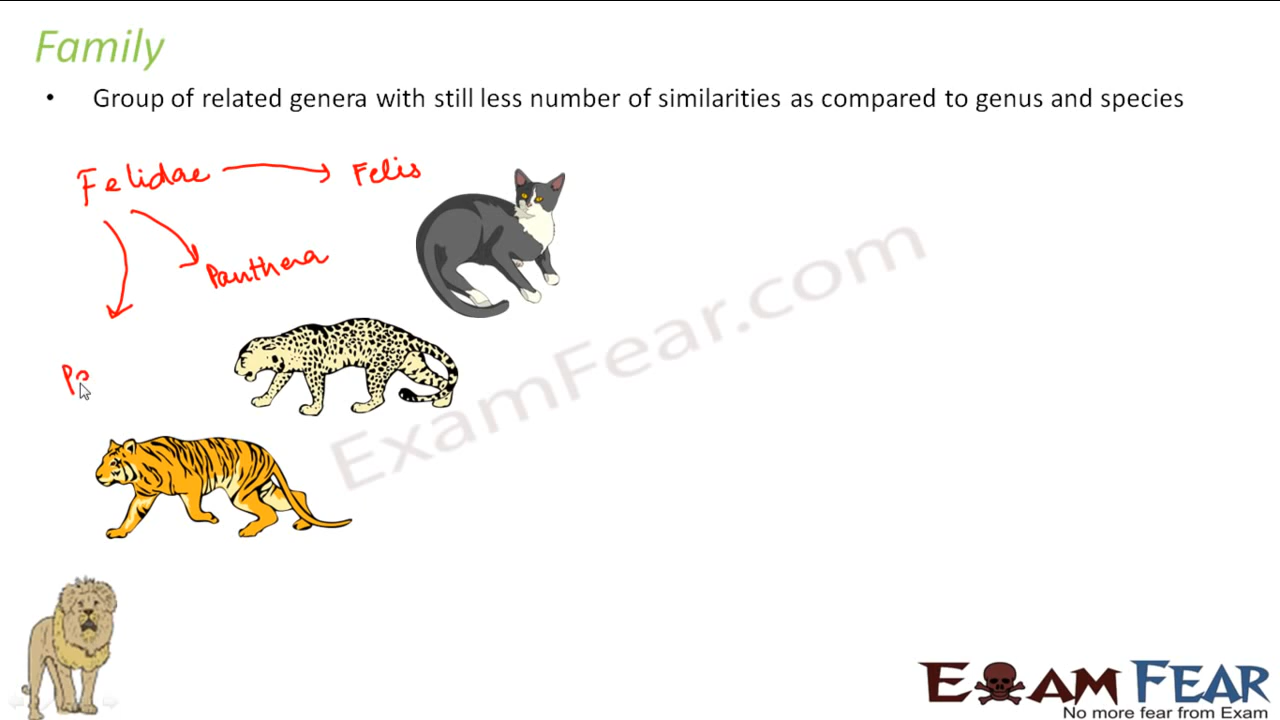 Family
• Group of related genera with still less number of similarities as compared to genus and species
Felidae Felis
Panthera
ExamFear.com
EXAM FEAR
No more fear from Exam